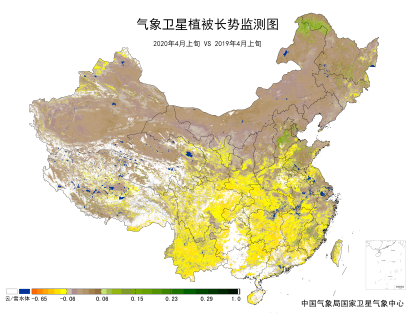 气象卫星植被长势监测图
2020年4月上旬 VS 2019年4月上旬
云/雪水体 -0.65 -0.06 0.06 0.15 0.23 0.29 1.0
中国气象局国家卫星气象中心